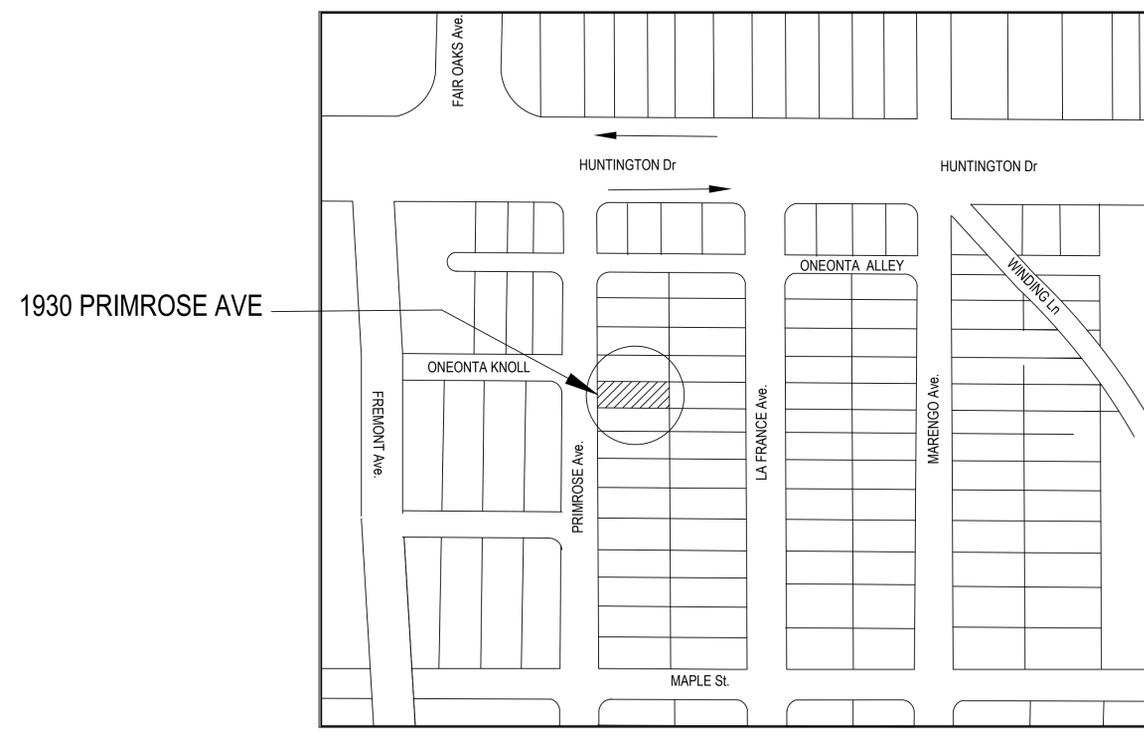 FAIR OAKS Ave.
HUNTINGTON Dr
HUNTINGTON Dr
ONEONTA ALLEY
WINDING Ln
1930 PRIMROSE AVE
ONEONTA KNOLL
FREMONT Ave.
PRIMROSE Ave.
LA FRANCE Ave.
MARENGO Ave.
MAPLE St.